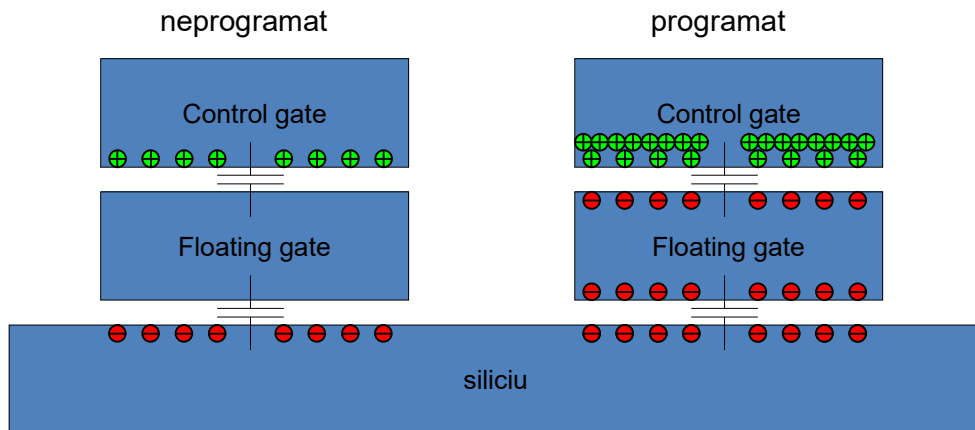 neprogramat
programat
Control gate
Control gate
Floating gate
Floating gate
siliciu